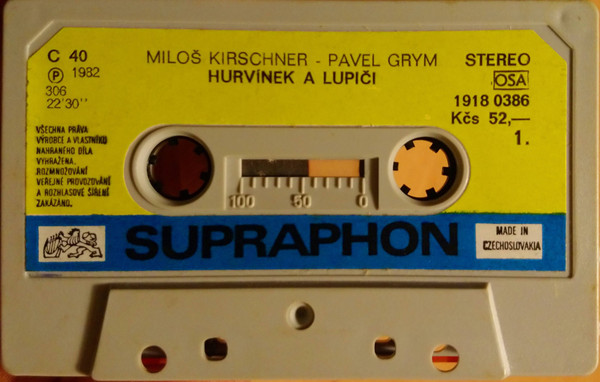 C 40
Ⓟ 1982
306
22'30''
MILOŠ KIRSCHNER - PAVEL GRYM
HURVÍNEK A LUPIČI
STEREO
OSA
1918 0386
Kčs 52,—
1.
VŠECHNA PRÁVA
VÝROBCE A VLASTNÍKŮ
NAHRANÉHO DÍLA
VYHRAŽENA.
ROZMNOŽOVÁNÍ
VEŘEJNÉ PROVOZOVÁNÍ
A ROZHLASOVÉ ŠÍŘENÍ
ZAKÁZÁNO.
100 50 0
SUPRAPHON
MADE IN
CZECHOSLOVAKIA